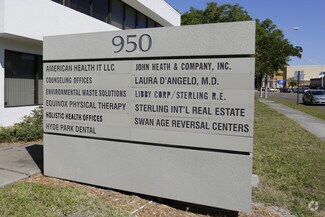 950
950
AMERICAN HEALTH IT LLC
COUNSELING OFFICES
ENVIRONMENTAL WASTE SOLUTIONS
EQUINOX PHYSICAL THERAPY
HOLISTIC HEALTH OFFICES
HYDE PARK DENTAL
JOHN HEATH & COMPANY, INC.
LAURA D'ANGELO, M.D.
LIBBY CORP/STERLING R.E.
STERLING INT'L REAL ESTATE
SWAN AGE REVERSAL CENTERS